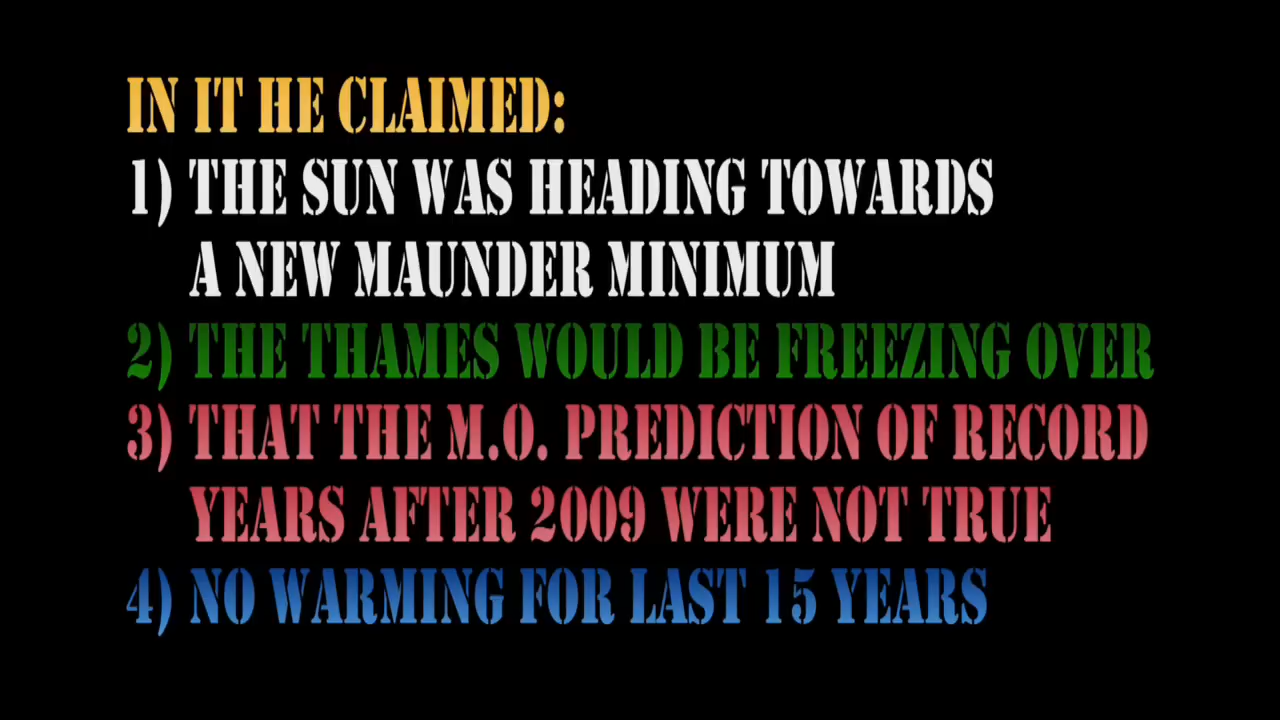 IN IT HE CLAIMED:
1) THE SUN WAS HEADING TOWARDS
A NEW MAUNDER MINIMUM
2) THE THAMES WOULD BE FREEZING OVER
3) THAT THE M.O. PREDICTION OF RECORD
YEARS AFTER 2009 WERE NOT TRUE
4) NO WARMING FOR LAST 15 YEARS